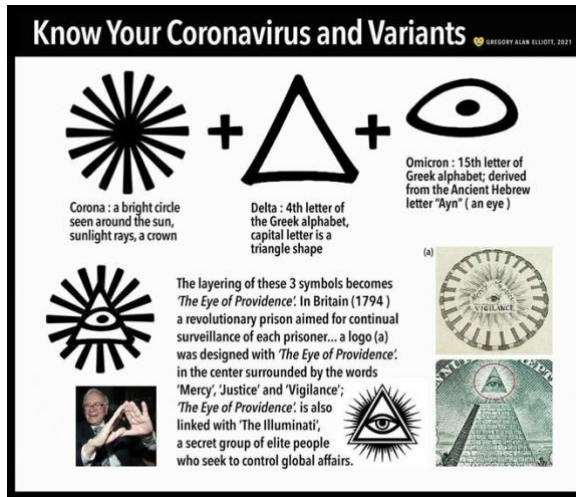 Know Your Coronavirus and Variants
GREGORY ALAN ELLIOTT, 2021
Corona : a bright circle
seen around the sun,
sunlight rays, a crown
Delta : 4th letter of
the Greek alphabet,
capital letter is a
triangle shape
Omicron : 15th letter of
Greek alphabet; derived
from the Ancient Hebrew
letter "Ayn" ( an eye )
(a)
The layering of these 3 symbols becomes
'The Eye of Providence'. In Britain (1794 )
a revolutionary prison aimed for continual
surveillance of each prisoner... a logo (a)
was designed with 'The Eye of Providence'.
in the center surrounded by the words
'Mercy', 'Justice' and 'Vigilance';
'The Eye of Providence'. is also
linked with 'The Illuminati',
a secret group of elite people
who seek to control global affairs.
VIGILANCE